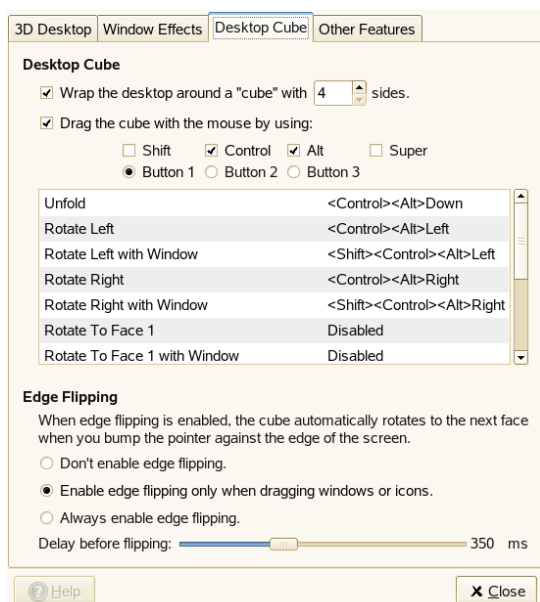 3D Desktop Window Effects Desktop Cube Other Features
Desktop Cube
Wrap the desktop around a "cube" with 4 sides.
Drag the cube with the mouse by using:
Shift Control Alt Super
Button 1 Button 2 Button 3
Unfold <Control><Alt>Down
Rotate Left <Control><Alt>Left
Rotate Left with Window <Shift><Control><Alt>Left
Rotate Right <Control><Alt>Right
Rotate Right with Window <Shift><Control><Alt>Right
Rotate To Face 1 Disabled
Rotate To Face 1 with Window Disabled
Edge Flipping
When edge flipping is enabled, the cube automatically rotates to the next face
when you bump the pointer against the edge of the screen.
Don't enable edge flipping.
Enable edge flipping only when dragging windows or icons.
Always enable edge flipping.
Delay before flipping: 350 ms
Help Close